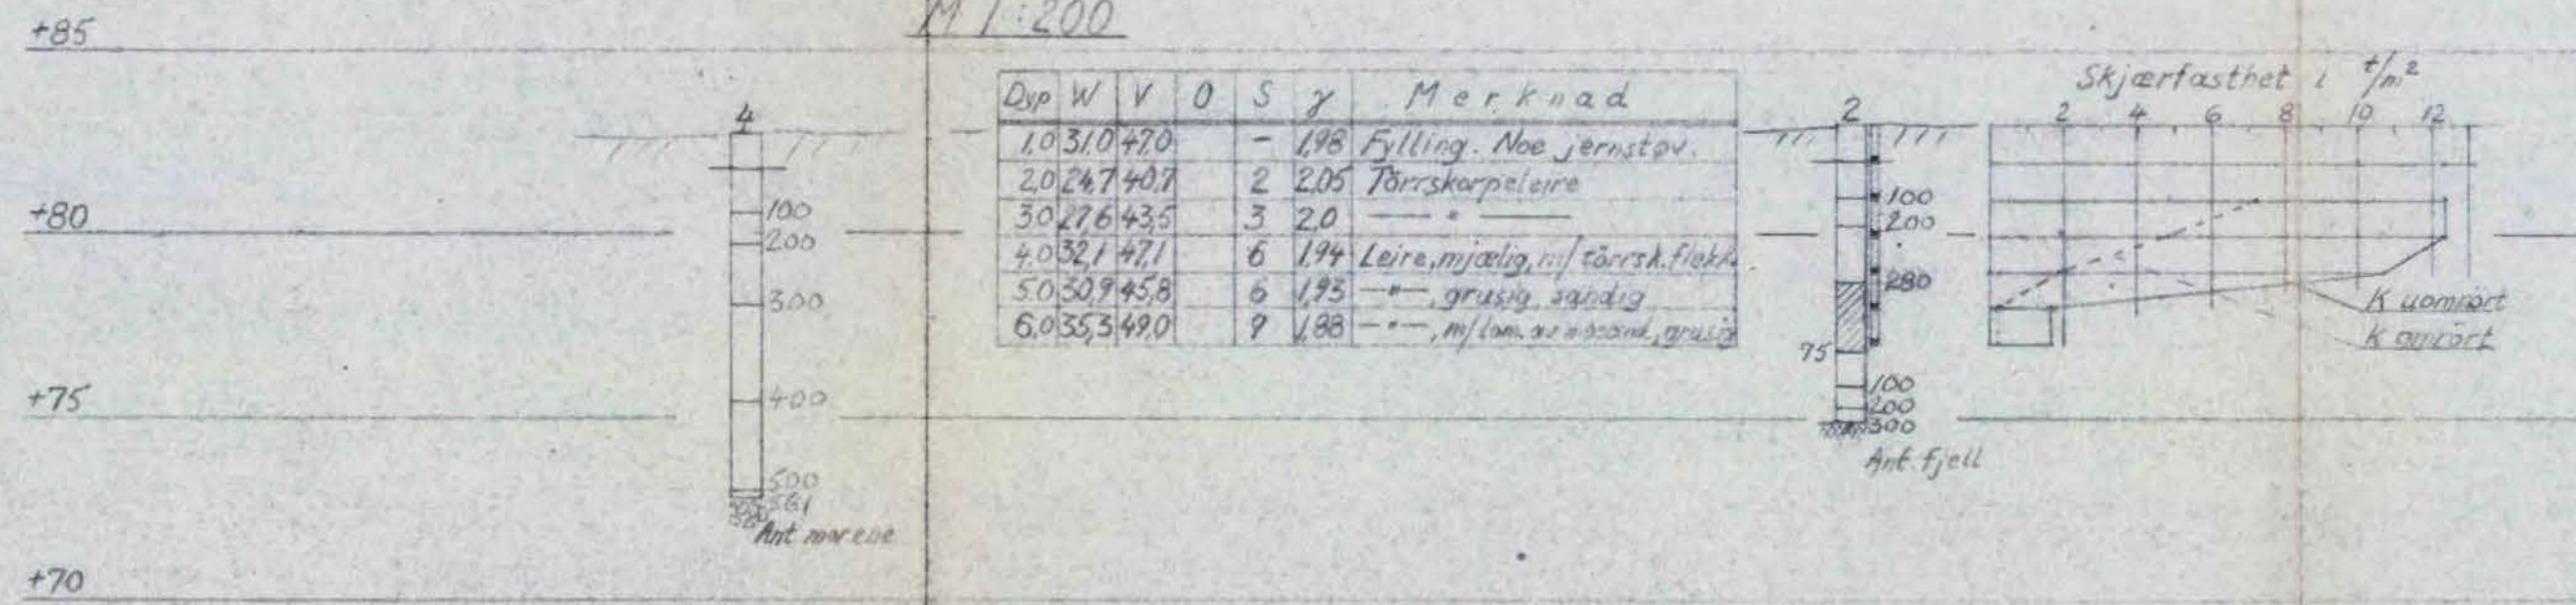 M 1:200
+85
+80
+75
+70
4
100
200
300
400
500
561
Ant morene
Dyp W V O S γ Merknad
1,0 31,0 47,0 - 1,98 Fylling. Noe jernstøv.
2,0 24,7 40,7 2 2,05 Törrskorpeleire
3,0 27,6 43,5 3 2,0 — " —
4,0 32,1 47,1 6 1,94 Leire, mjælig, m/ törrsk. flekk.
5,0 30,9 45,8 6 1,93 — " —, grusig, sandig
6,0 35,3 49,0 9 1,88 — " —, m/ lam. av, grusig
2
100
200
280
75
100
200
300
Ant. fjell
Skjærfasthet i t/m²
2 4 6 8 10 12
K uomrört
K omrört